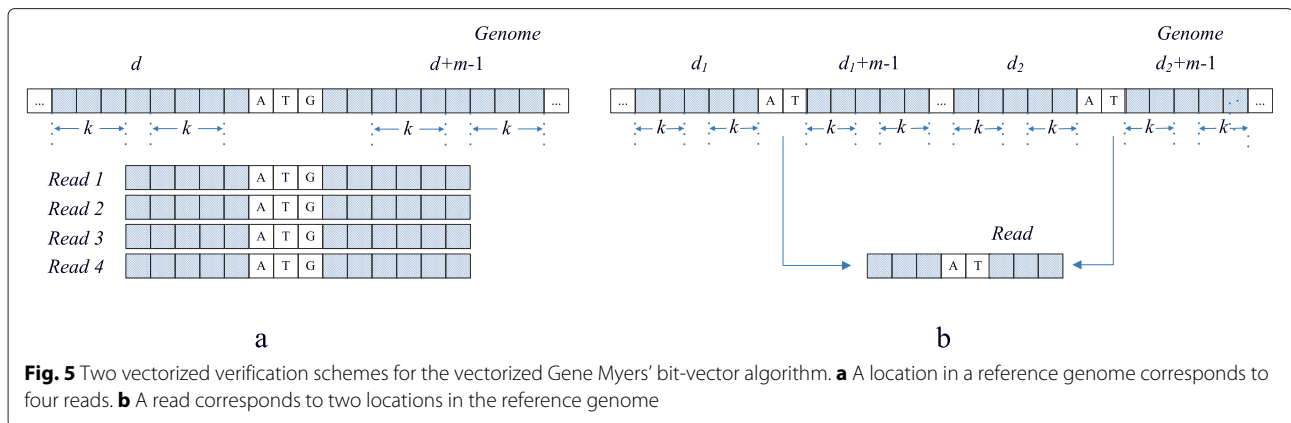 Genome Genome
d d+m-1 d1 d1+m-1 d2 d2+m-1
... A T G ... ... A T ... A T ...
k k k k k k k k k k k k
Read 1 A T G
Read 2 A T G
Read 3 A T G
Read 4 A T G
Read
A T
a b
Fig. 5 Two vectorized verification schemes for the vectorized Gene Myers' bit-vector algorithm. a A location in a reference genome corresponds to
four reads. b A read corresponds to two locations in the reference genome